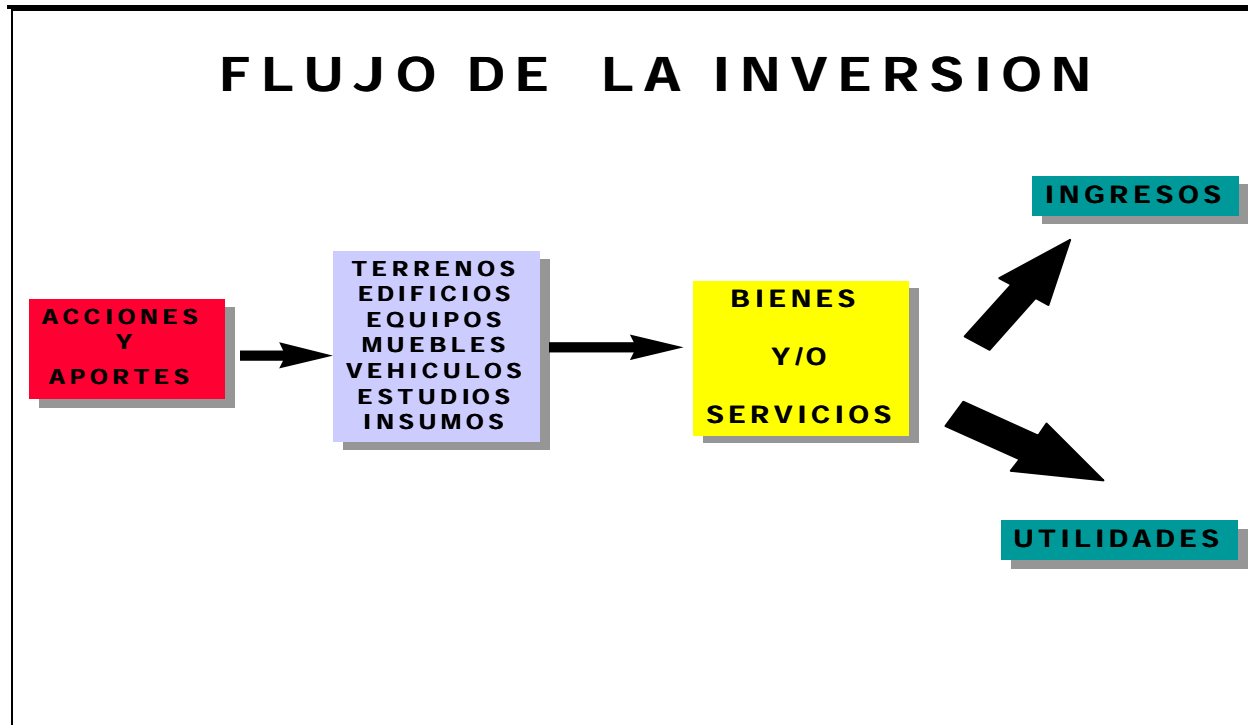 FLUJO DE LA INVERSION
ACCIONES
Y
APORTES
TERRENOS
EDIFICIOS
EQUIPOS
MUEBLES
VEHICULOS
ESTUDIOS
INSUMOS
BIENES
Y/O
SERVICIOS
INGRESOS
UTILIDADES